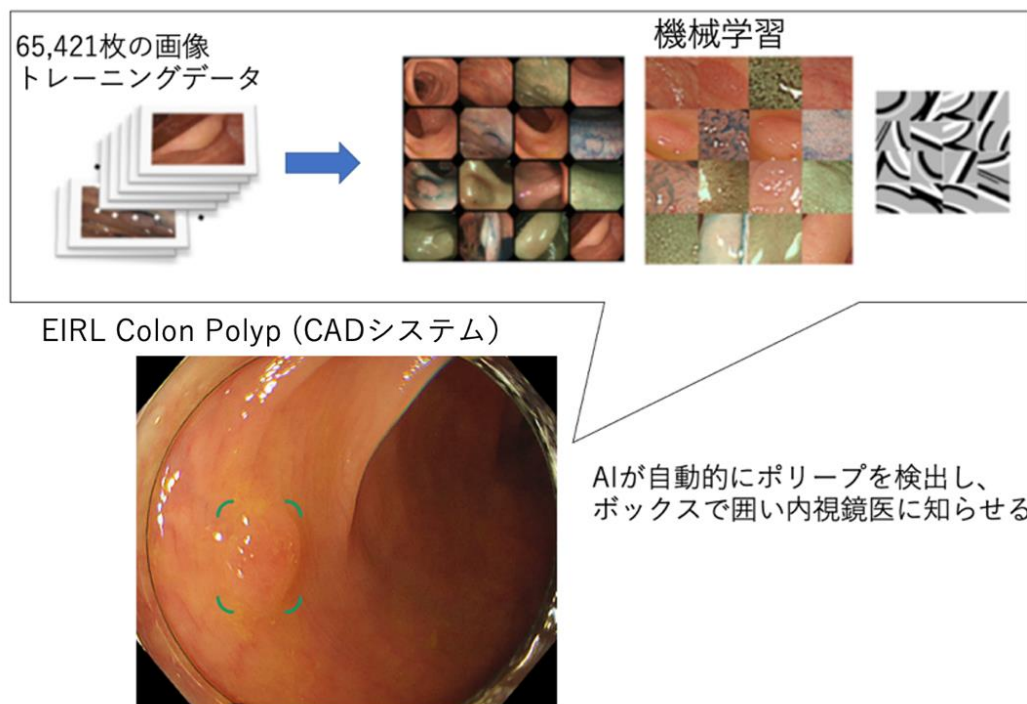 65,421枚の画像
トレーニングデータ
機械学習
EIRL Colon Polyp (CADシステム)
AIが自動的にポリープを検出し、
ボックスで囲い内視鏡医に知らせる